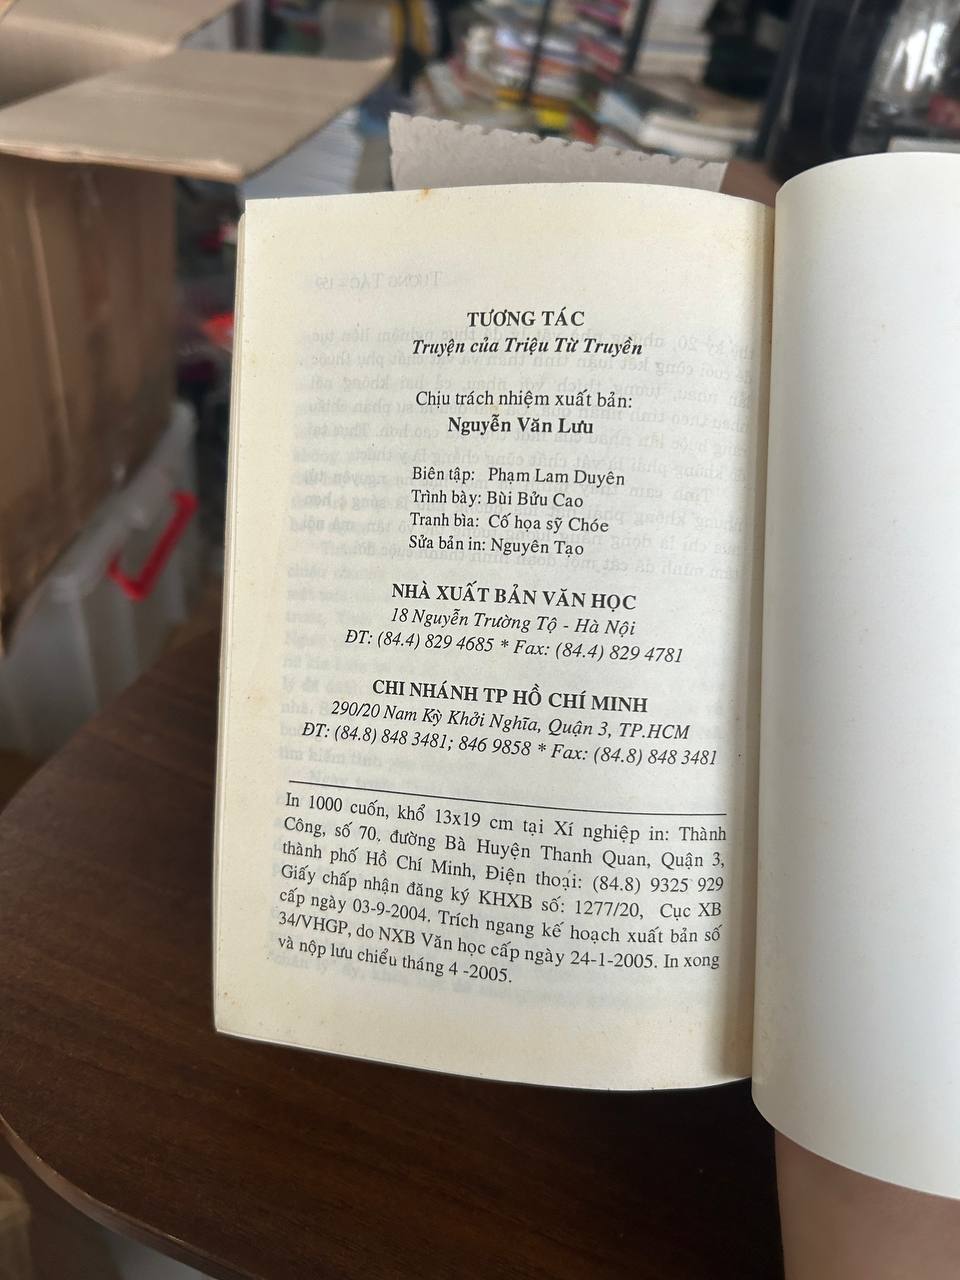 TƯƠNG TÁC
Truyện của Triệu Từ Truyền
Chịu trách nhiệm xuất bản:
Nguyễn Văn Lưu
Biên tập: Phạm Lam Duyên
Trình bày: Bùi Bửu Cao
Tranh bìa: Cố họa sỹ Chóe
Sửa bản in: Nguyên Tạo
NHÀ XUẤT BẢN VĂN HỌC
18 Nguyễn Trường Tộ - Hà Nội
ĐT: (84.4) 829 4685 * Fax: (84.4) 829 4781
CHI NHÁNH TP HỒ CHÍ MINH
290/20 Nam Kỳ Khởi Nghĩa, Quận 3, TP.HCM
ĐT: (84.8) 848 3481; 846 9858 * Fax: (84.8) 848 3481
In 1000 cuốn, khổ 13x19 cm tại Xí nghiệp in: Thành
Công, số 70, đường Bà Huyện Thanh Quan, Quận 3,
thành phố Hồ Chí Minh, Điện thoại: (84.8) 9325 929
Giấy chấp nhận đăng ký KHXB số: 1277/20, Cục XB
cấp ngày 03-9-2004. Trích ngang kế hoạch xuất bản số
34/VHGP, do NXB Văn học cấp ngày 24-1-2005. In xong
và nộp lưu chiểu tháng 4 -2005.